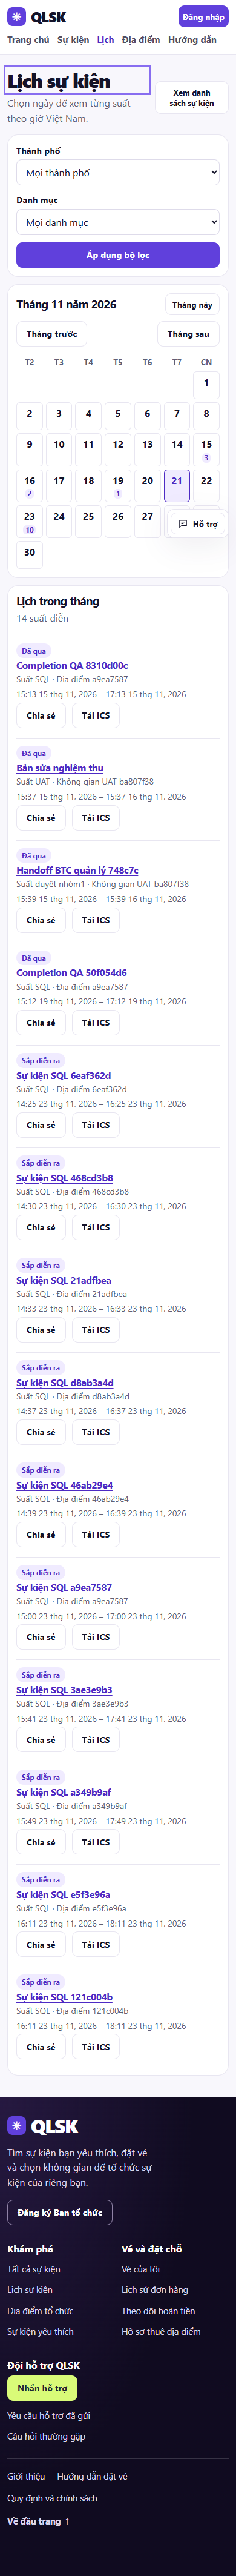 QLSK
Đăng nhập
Trang chủ Sự kiện Lịch Địa điểm Hướng dẫn
Lịch sự kiện
Chọn ngày để xem từng suất
theo giờ Việt Nam.
Xem danh
sách sự kiện
Thành phố
Mọi thành phố
Danh mục
Mọi danh mục
Áp dụng bộ lọc
Tháng 11 năm 2026
Tháng này
Tháng trước
Tháng sau
T2 T3 T4 T5 T6 T7 CN
1
2 3 4 5 6 7 8
9 10 11 12 13 14 15
3
16 17 18 19 20 21 22
2 1
23 24 25 26 27
10
Hỗ trợ
30
Lịch trong tháng
14 suất diễn
Đã qua
Completion QA 8310d00c
Suất SQL · Địa điểm a9ea7587
15:13 15 thg 11, 2026 – 17:13 15 thg 11, 2026
Chia sẻ Tải ICS
Đã qua
Bản sửa nghiệm thu
Suất UAT · Không gian UAT ba807f38
15:37 15 thg 11, 2026 – 15:37 16 thg 11, 2026
Chia sẻ Tải ICS
Đã qua
Handoff BTC quản lý 748c7c
Suất duyệt nhóm1 · Không gian UAT ba807f38
15:39 15 thg 11, 2026 – 15:39 16 thg 11, 2026
Chia sẻ Tải ICS
Đã qua
Completion QA 50f054d6
Suất SQL · Địa điểm a9ea7587
15:12 19 thg 11, 2026 – 17:12 19 thg 11, 2026
Chia sẻ Tải ICS
Sắp diễn ra
Sự kiện SQL 6eaf362d
Suất SQL · Địa điểm 6eaf362d
14:25 23 thg 11, 2026 – 16:25 23 thg 11, 2026
Chia sẻ Tải ICS
Sắp diễn ra
Sự kiện SQL 468cd3b8
Suất SQL · Địa điểm 468cd3b8
14:30 23 thg 11, 2026 – 16:30 23 thg 11, 2026
Chia sẻ Tải ICS
Sắp diễn ra
Sự kiện SQL 21adfbea
Suất SQL · Địa điểm 21adfbea
14:33 23 thg 11, 2026 – 16:33 23 thg 11, 2026
Chia sẻ Tải ICS
Sắp diễn ra
Sự kiện SQL d8ab3a4d
Suất SQL · Địa điểm d8ab3a4d
14:37 23 thg 11, 2026 – 16:37 23 thg 11, 2026
Chia sẻ Tải ICS
Sắp diễn ra
Sự kiện SQL 46ab29e4
Suất SQL · Địa điểm 46ab29e4
14:39 23 thg 11, 2026 – 16:39 23 thg 11, 2026
Chia sẻ Tải ICS
Sắp diễn ra
Sự kiện SQL a9ea7587
Suất SQL · Địa điểm a9ea7587
15:00 23 thg 11, 2026 – 17:00 23 thg 11, 2026
Chia sẻ Tải ICS
Sắp diễn ra
Sự kiện SQL 3ae3e9b3
Suất SQL · Địa điểm 3ae3e9b3
15:41 23 thg 11, 2026 – 17:41 23 thg 11, 2026
Chia sẻ Tải ICS
Sắp diễn ra
Sự kiện SQL a349b9af
Suất SQL · Địa điểm a349b9af
15:49 23 thg 11, 2026 – 17:49 23 thg 11, 2026
Chia sẻ Tải ICS
Sắp diễn ra
Sự kiện SQL e5f3e96a
Suất SQL · Địa điểm e5f3e96a
16:11 23 thg 11, 2026 – 18:11 23 thg 11, 2026
Chia sẻ Tải ICS
Sắp diễn ra
Sự kiện SQL 121c004b
Suất SQL · Địa điểm 121c004b
16:11 23 thg 11, 2026 – 18:11 23 thg 11, 2026
Chia sẻ Tải ICS
QLSK
Tìm sự kiện bạn yêu thích, đặt vé
và chọn không gian để tổ chức sự
kiện của riêng bạn.
Đăng ký Ban tổ chức
Khám phá
Tất cả sự kiện
Lịch sự kiện
Địa điểm tổ chức
Sự kiện yêu thích
Vé và đặt chỗ
Vé của tôi
Lịch sử đơn hàng
Theo dõi hoàn tiền
Hồ sơ thuê địa điểm
Đội hỗ trợ QLSK
Nhắn hỗ trợ
Yêu cầu hỗ trợ đã gửi
Câu hỏi thường gặp
Giới thiệu Hướng dẫn đặt vé
Quy định và chính sách
Về đầu trang ↑